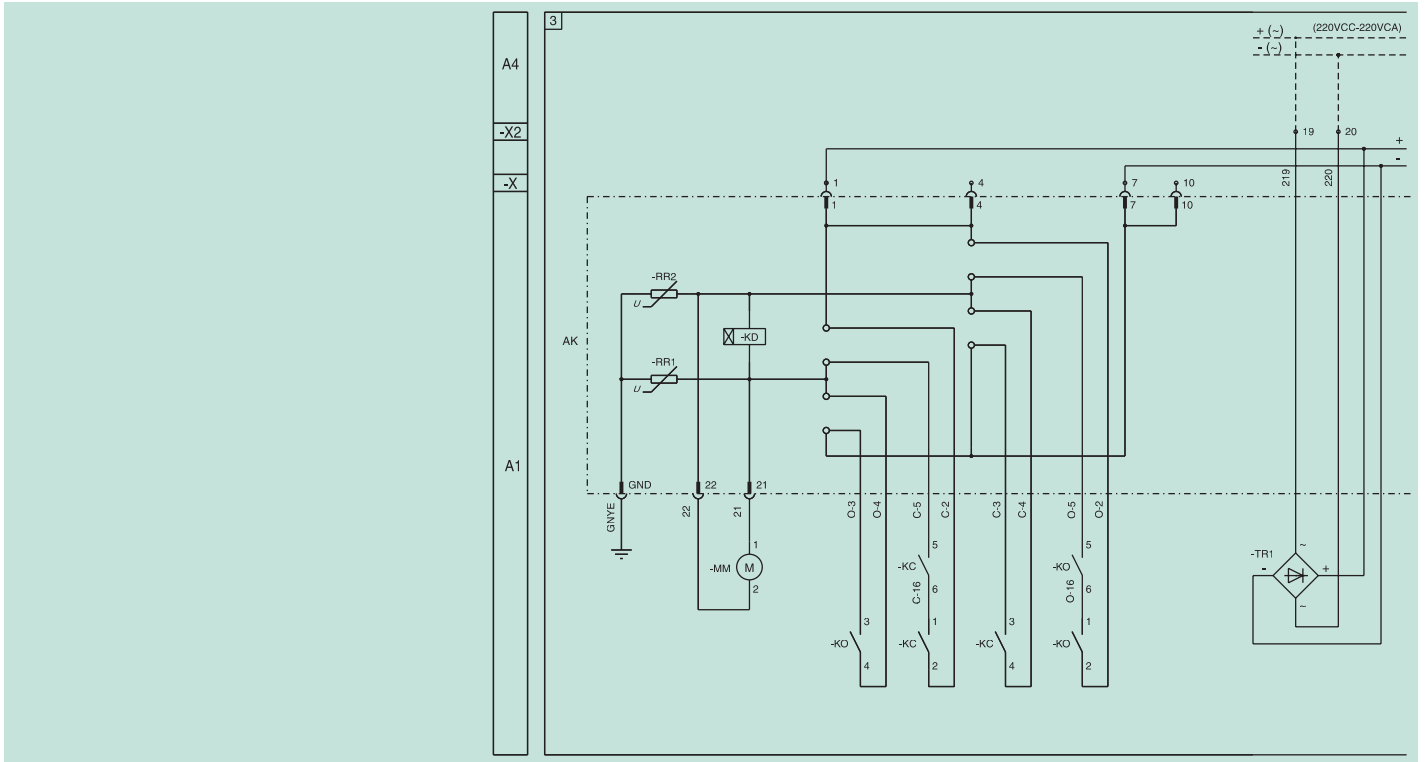 3
(220VCC-220VCA)
+ (~)
- (~)
A4
-X2
19 20
+
-
-X
1 4 7 10
219
220
1 4 7 10
-RR2
U
-KD
AK
-RR1
U
A1
GND 22 21
GNYE
22
21
O-3
O-4
C-5
C-2
C-3
C-4
O-5
O-2
1
-MM M
2
5
-KC
6
C-16
5
-KO
6
O-16
-TR1
~
- +
~
3
-KO
4
1
-KC
2
3
-KC
4
1
-KO
2